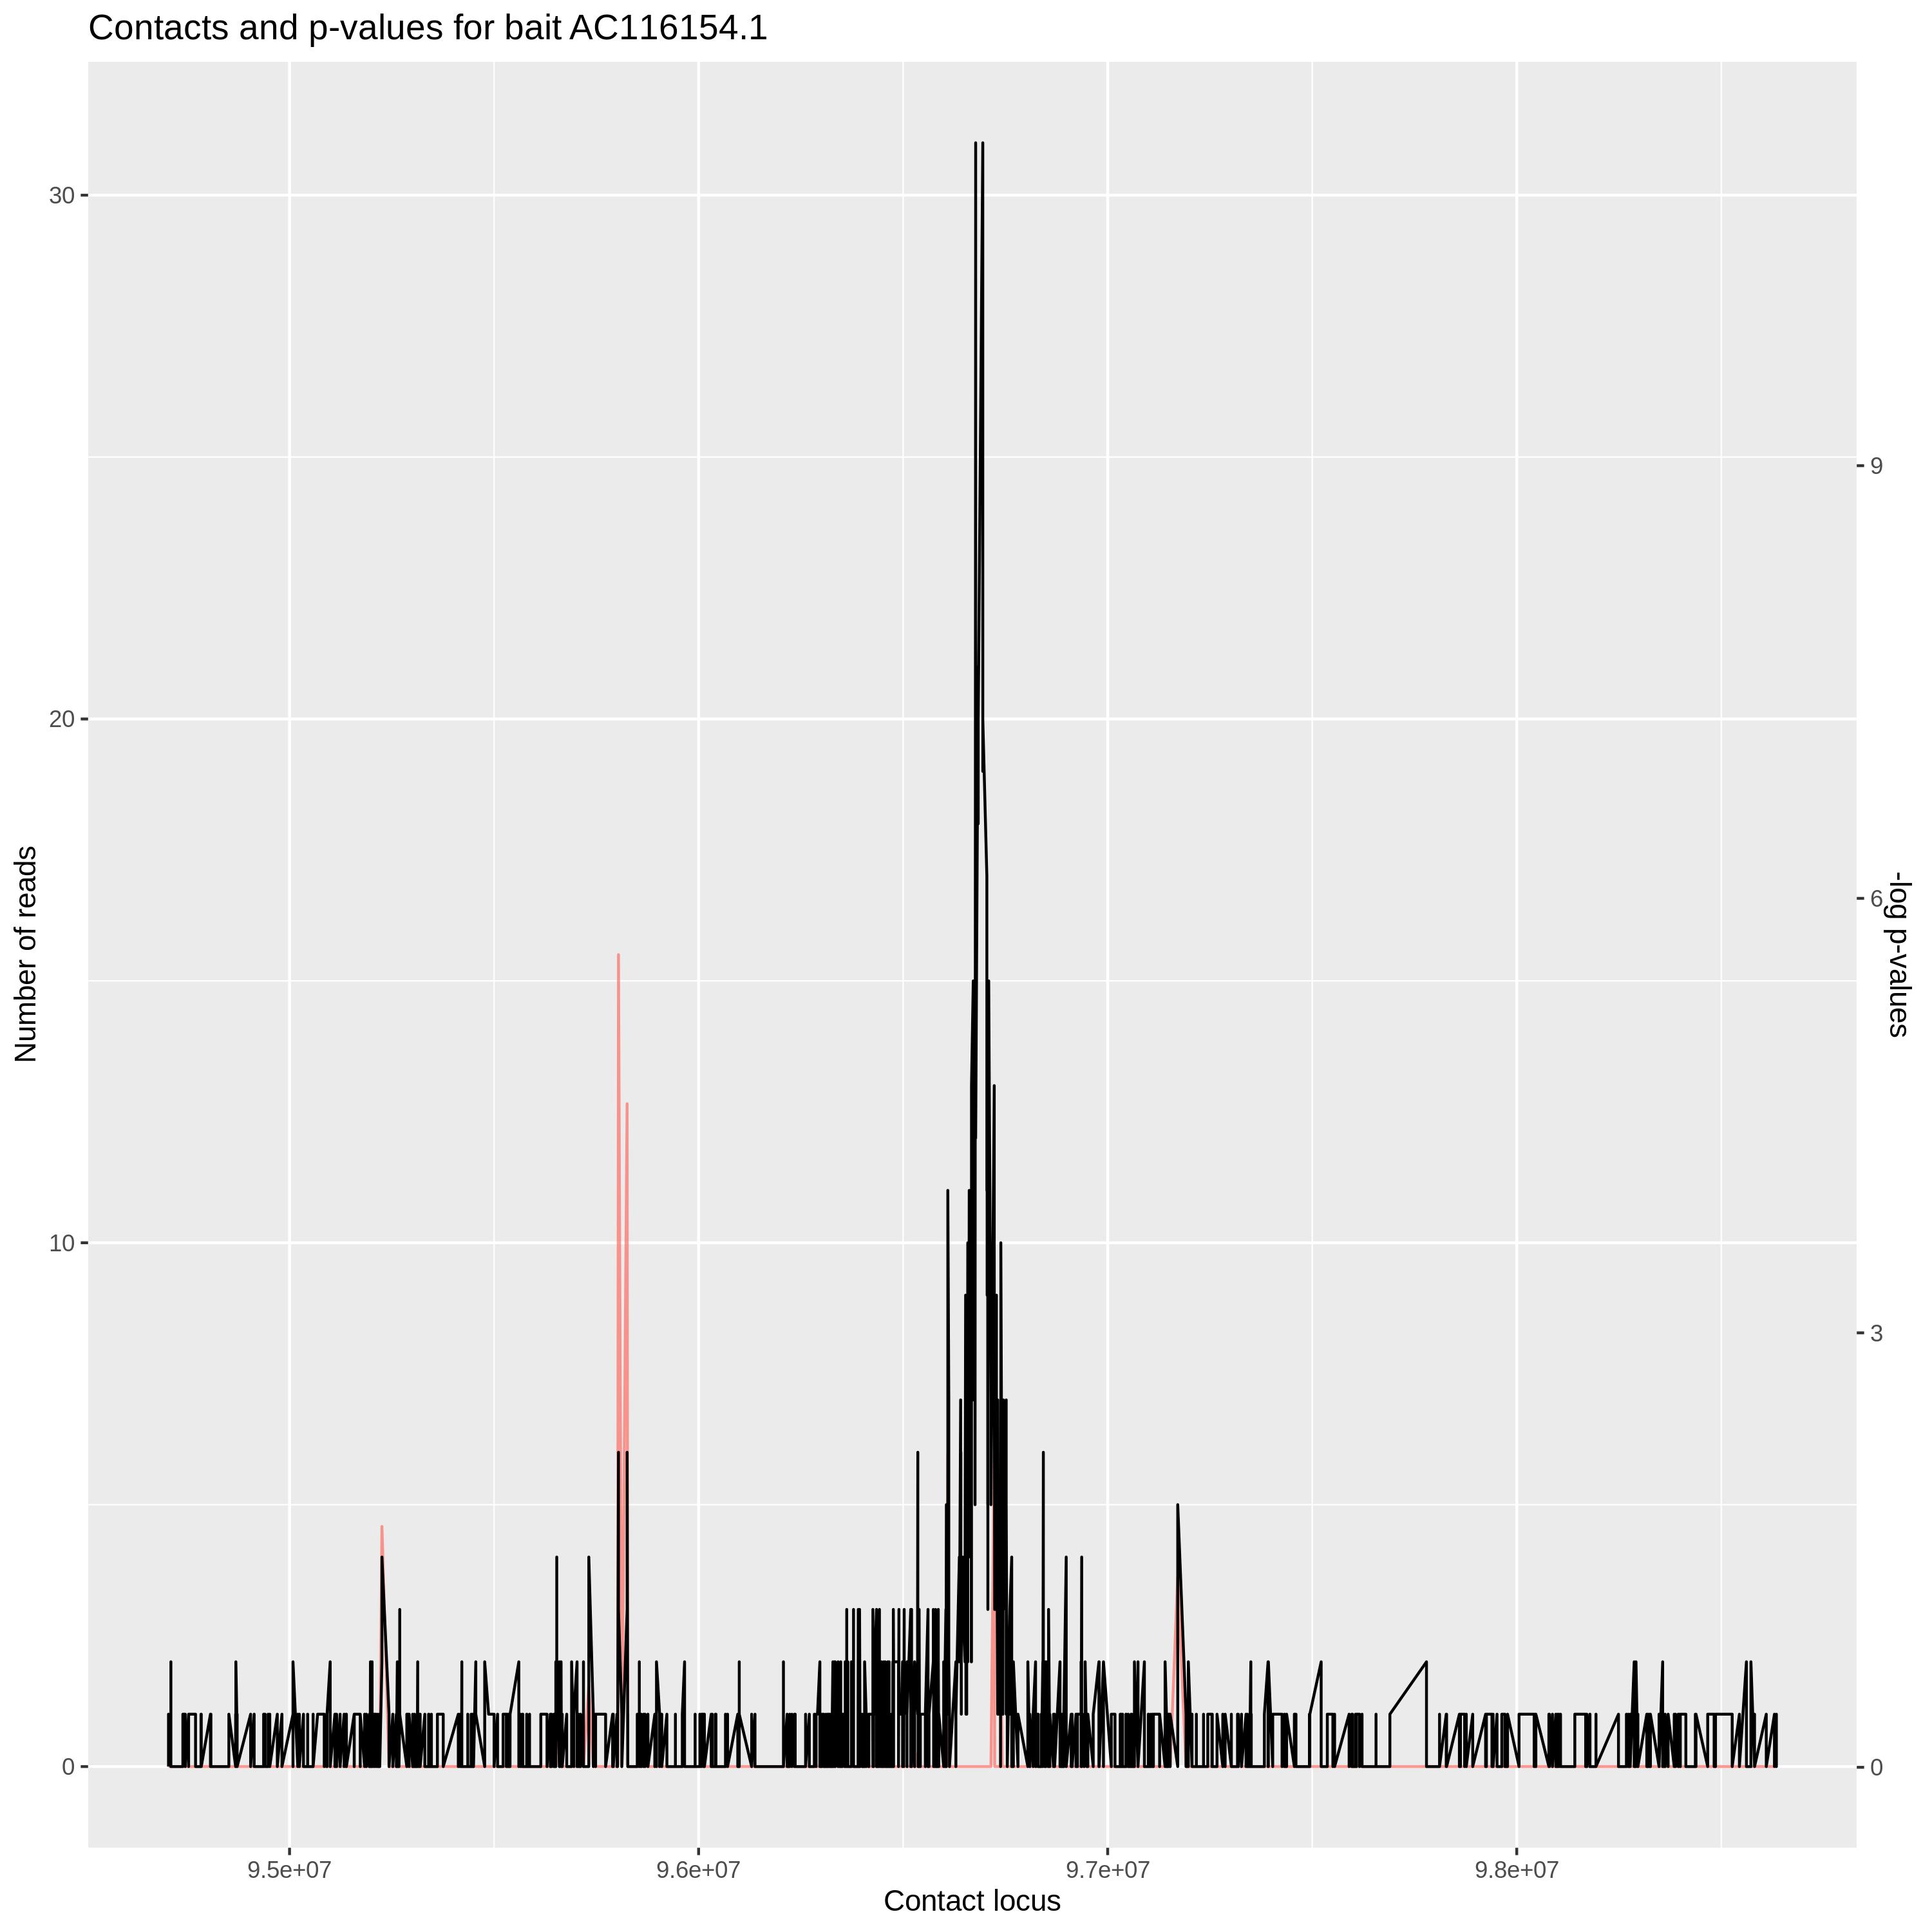 Contacts and p-values for bait AC116154.1
30
20
10
0
Number of reads
9
6
3
0
-log p-values
9.5e+07
9.6e+07
9.7e+07
9.8e+07
Contact locus